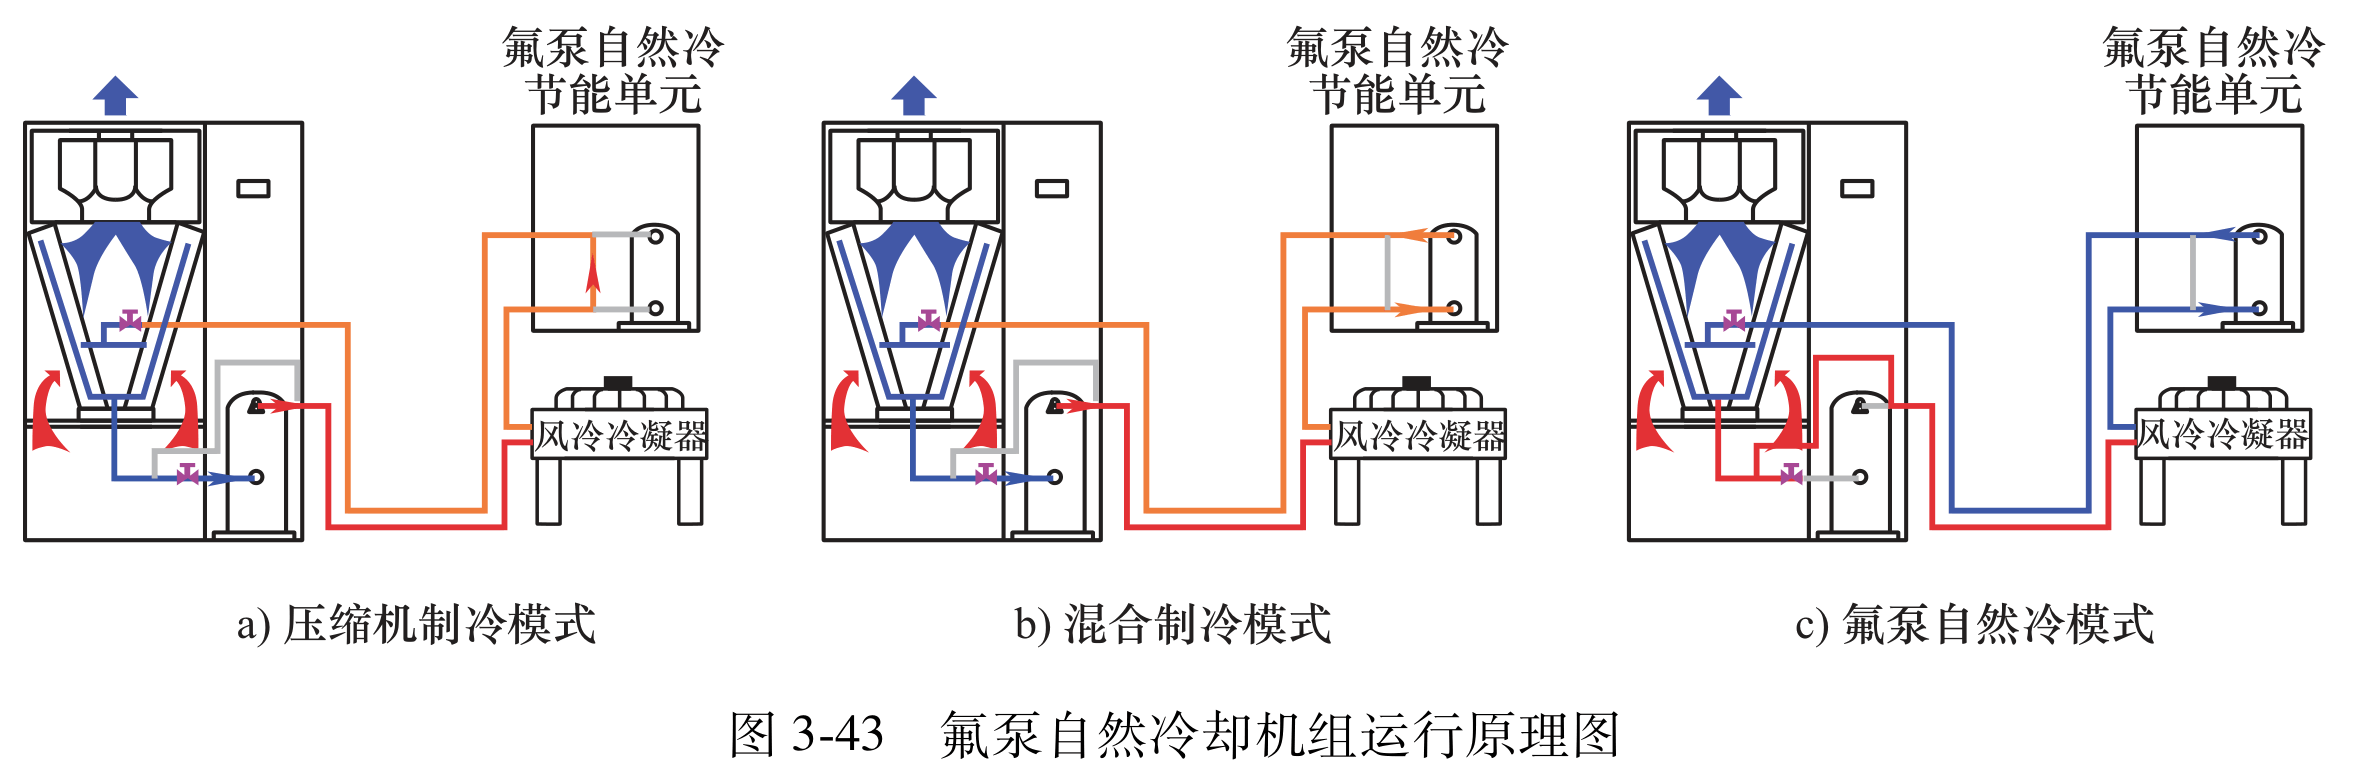 氟泵自然冷
节能单元
氟泵自然冷
节能单元
氟泵自然冷
节能单元
风冷冷凝器
风冷冷凝器
风冷冷凝器
a) 压缩机制冷模式
b) 混合制冷模式
c) 氟泵自然冷模式
图 3-43 氟泵自然冷却机组运行原理图